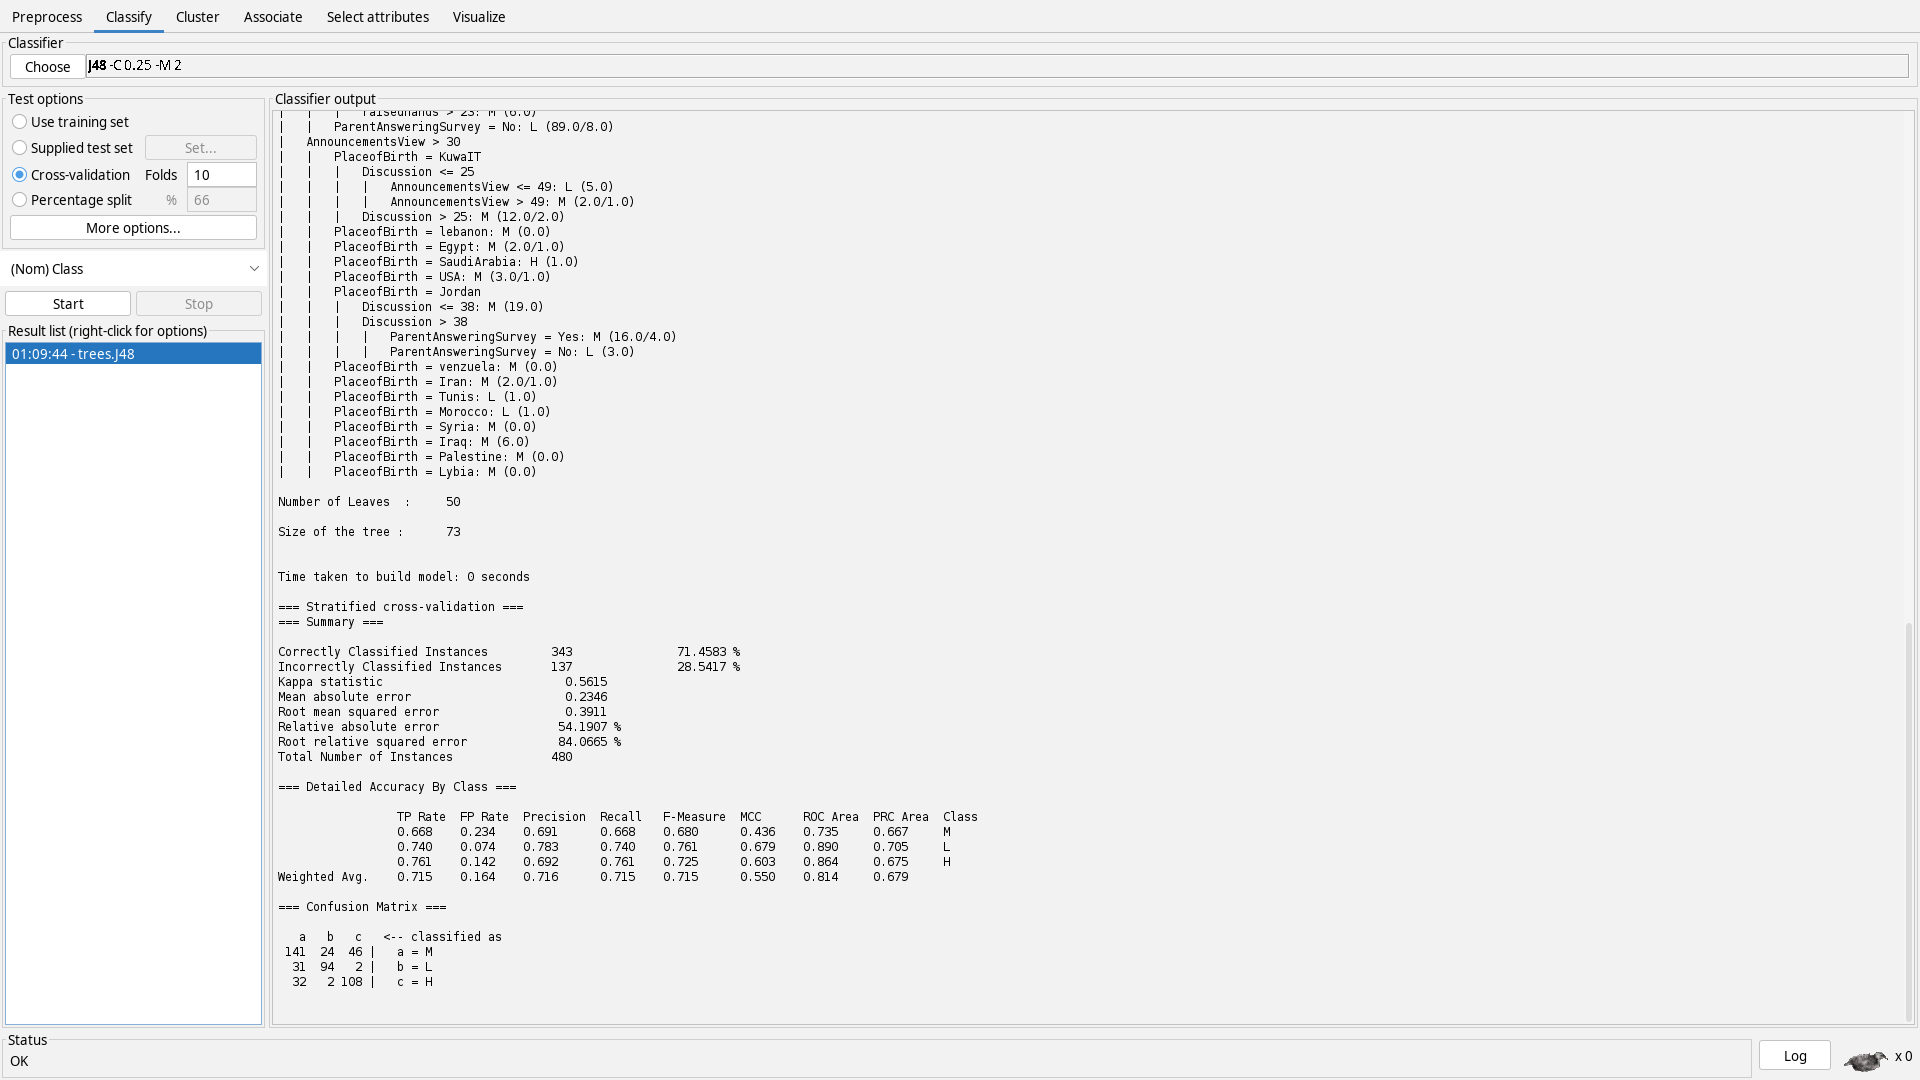 Preprocess Classify Cluster Associate Select attributes Visualize
Classifier
Choose J48 -C 0.25 -M 2
Test options
Use training set
Supplied test set Set...
Cross-validation Folds 10
Percentage split % 66
More options...
(Nom) Class
Start Stop
Result list (right-click for options)
01:09:44 - trees.J48
Classifier output
| | | raisedhands > 23: M (6.0)
| | ParentAnsweringSurvey = No: L (89.0/8.0)
| AnnouncementsView > 30
| | PlaceofBirth = KuwaIT
| | | Discussion <= 25
| | | | AnnouncementsView <= 49: L (5.0)
| | | | AnnouncementsView > 49: M (2.0/1.0)
| | | Discussion > 25: M (12.0/2.0)
| | PlaceofBirth = lebanon: M (0.0)
| | PlaceofBirth = Egypt: M (2.0/1.0)
| | PlaceofBirth = SaudiArabia: H (1.0)
| | PlaceofBirth = USA: M (3.0/1.0)
| | PlaceofBirth = Jordan
| | | Discussion <= 38: M (19.0)
| | | Discussion > 38
| | | | ParentAnsweringSurvey = Yes: M (16.0/4.0)
| | | | ParentAnsweringSurvey = No: L (3.0)
| | PlaceofBirth = venzuela: M (0.0)
| | PlaceofBirth = Iran: M (2.0/1.0)
| | PlaceofBirth = Tunis: L (1.0)
| | PlaceofBirth = Morocco: L (1.0)
| | PlaceofBirth = Syria: M (0.0)
| | PlaceofBirth = Iraq: M (6.0)
| | PlaceofBirth = Palestine: M (0.0)
| | PlaceofBirth = Lybia: M (0.0)
Number of Leaves : 50
Size of the tree : 73
Time taken to build model: 0 seconds
=== Stratified cross-validation ===
=== Summary ===
Correctly Classified Instances 343 71.4583 %
Incorrectly Classified Instances 137 28.5417 %
Kappa statistic 0.5615
Mean absolute error 0.2346
Root mean squared error 0.3911
Relative absolute error 54.1907 %
Root relative squared error 84.0665 %
Total Number of Instances 480
=== Detailed Accuracy By Class ===
TP Rate FP Rate Precision Recall F-Measure MCC ROC Area PRC Area Class
0.668 0.234 0.691 0.668 0.680 0.436 0.735 0.667 M
0.740 0.074 0.783 0.740 0.761 0.679 0.890 0.705 L
0.761 0.142 0.692 0.761 0.725 0.603 0.864 0.675 H
Weighted Avg. 0.715 0.164 0.716 0.715 0.715 0.550 0.814 0.679
=== Confusion Matrix ===
a b c <-- classified as
141 24 46 | a = M
31 94 2 | b = L
32 2 108 | c = H
Status
OK
Log x 0